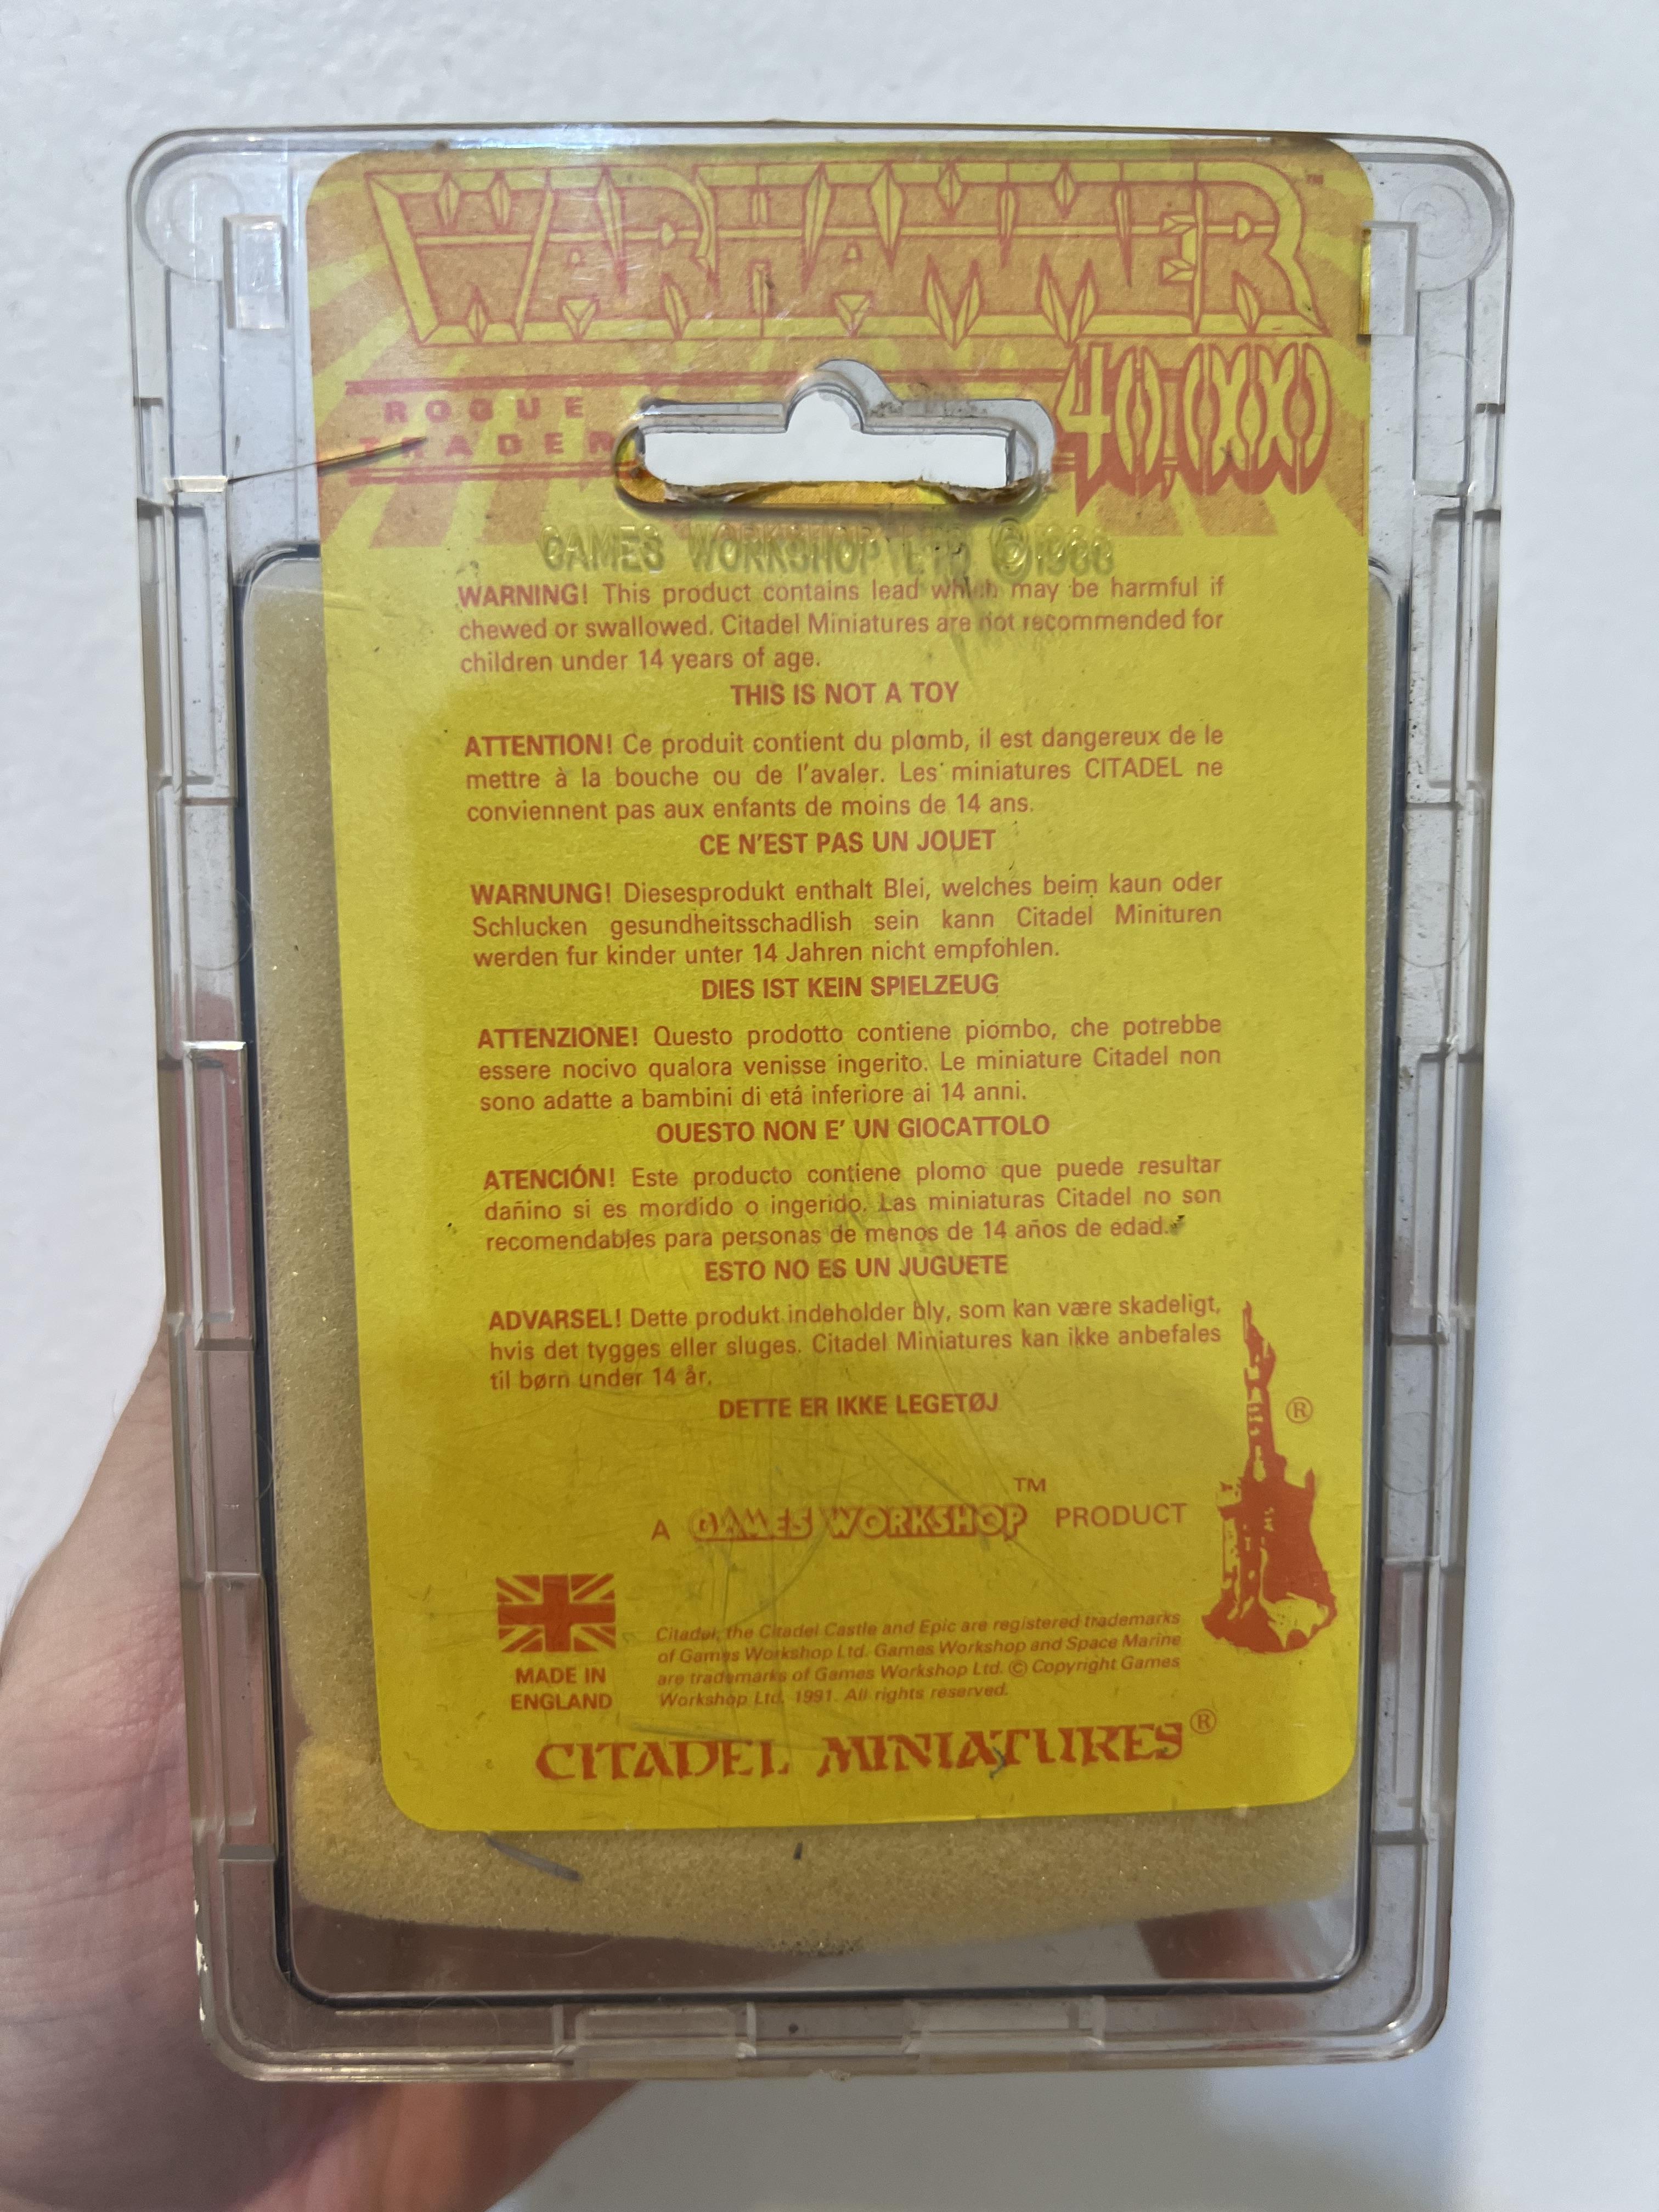 WARHAMMER™
40,000
ROGUE
TRADER
GAMES WORKSHOP LTD ©1988
WARNING! This product contains lead which may be harmful if
chewed or swallowed. Citadel Miniatures are not recommended for
children under 14 years of age.
THIS IS NOT A TOY
ATTENTION! Ce produit contient du plomb, il est dangereux de le
mettre à la bouche ou de l'avaler. Les miniatures CITADEL ne
conviennent pas aux enfants de moins de 14 ans.
CE N'EST PAS UN JOUET
WARNUNG! Diesesprodukt enthalt Blei, welches beim kaun oder
Schlucken gesundheitsschadlish sein kann Citadel Minituren
werden fur kinder unter 14 Jahren nicht empfohlen.
DIES IST KEIN SPIELZEUG
ATTENZIONE! Questo prodotto contiene piombo, che potrebbe
essere nocivo qualora venisse ingerito. Le miniature Citadel non
sono adatte a bambini di etá inferiore ai 14 anni.
OUESTO NON E' UN GIOCATTOLO
ATENCIÓN! Este producto contiene plomo que puede resultar
dañino si es mordido o ingerido. Las miniaturas Citadel no son
recomendables para personas de menos de 14 años de edad.
ESTO NO ES UN JUGUETE
ADVARSEL! Dette produkt indeholder bly, som kan være skadeligt,
hvis det tygges eller sluges. Citadel Miniatures kan ikke anbefales
til børn under 14 år.
DETTE ER IKKE LEGETØJ
®
A GAMES WORKSHOP™ PRODUCT
MADE IN
ENGLAND
Citadel, the Citadel Castle and Epic are registered trademarks
of Games Workshop Ltd. Games Workshop and Space Marine
are trademarks of Games Workshop Ltd. © Copyright Games
Workshop Ltd. 1991. All rights reserved.
CITADEL MINIATURES®